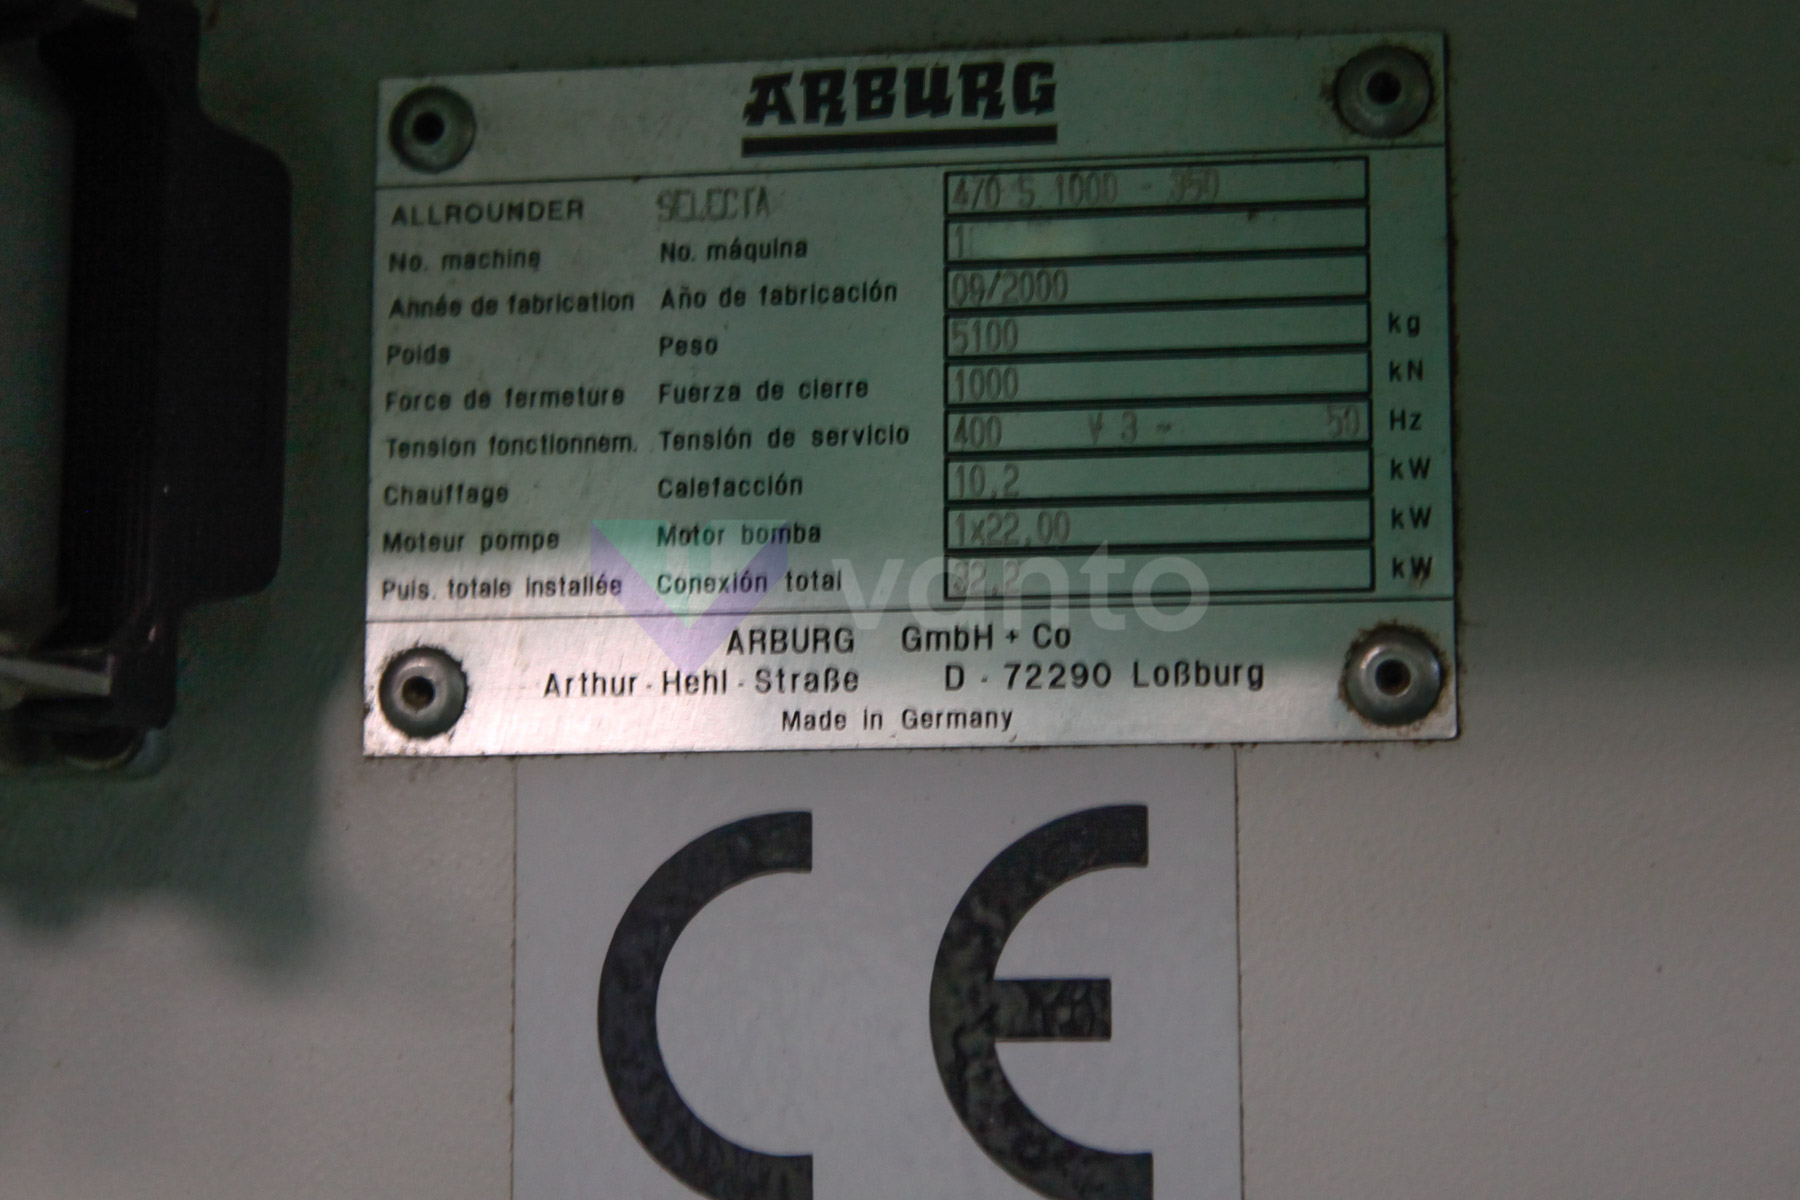 ARBURG
ALLROUNDER SELECTA 470 S 1000 - 350
No. machine No. máquina 1
Année de fabrication Año de fabricación 09/2000
Poids Peso 5100 kg
Force de fermeture Fuerza de cierre 1000 kN
Tension fonctionnem. Tensión de servicio 400 V 3 ~ 50 Hz
Chauffage Calefacción 10,2 kW
Moteur pompe Motor bomba 1x22,00 kW
Puis. totale installée Conexión total 32,2 kW
vanto
ARBURG GmbH + Co
Arthur - Hehl - Straße D - 72290 Loßburg
Made in Germany
CE